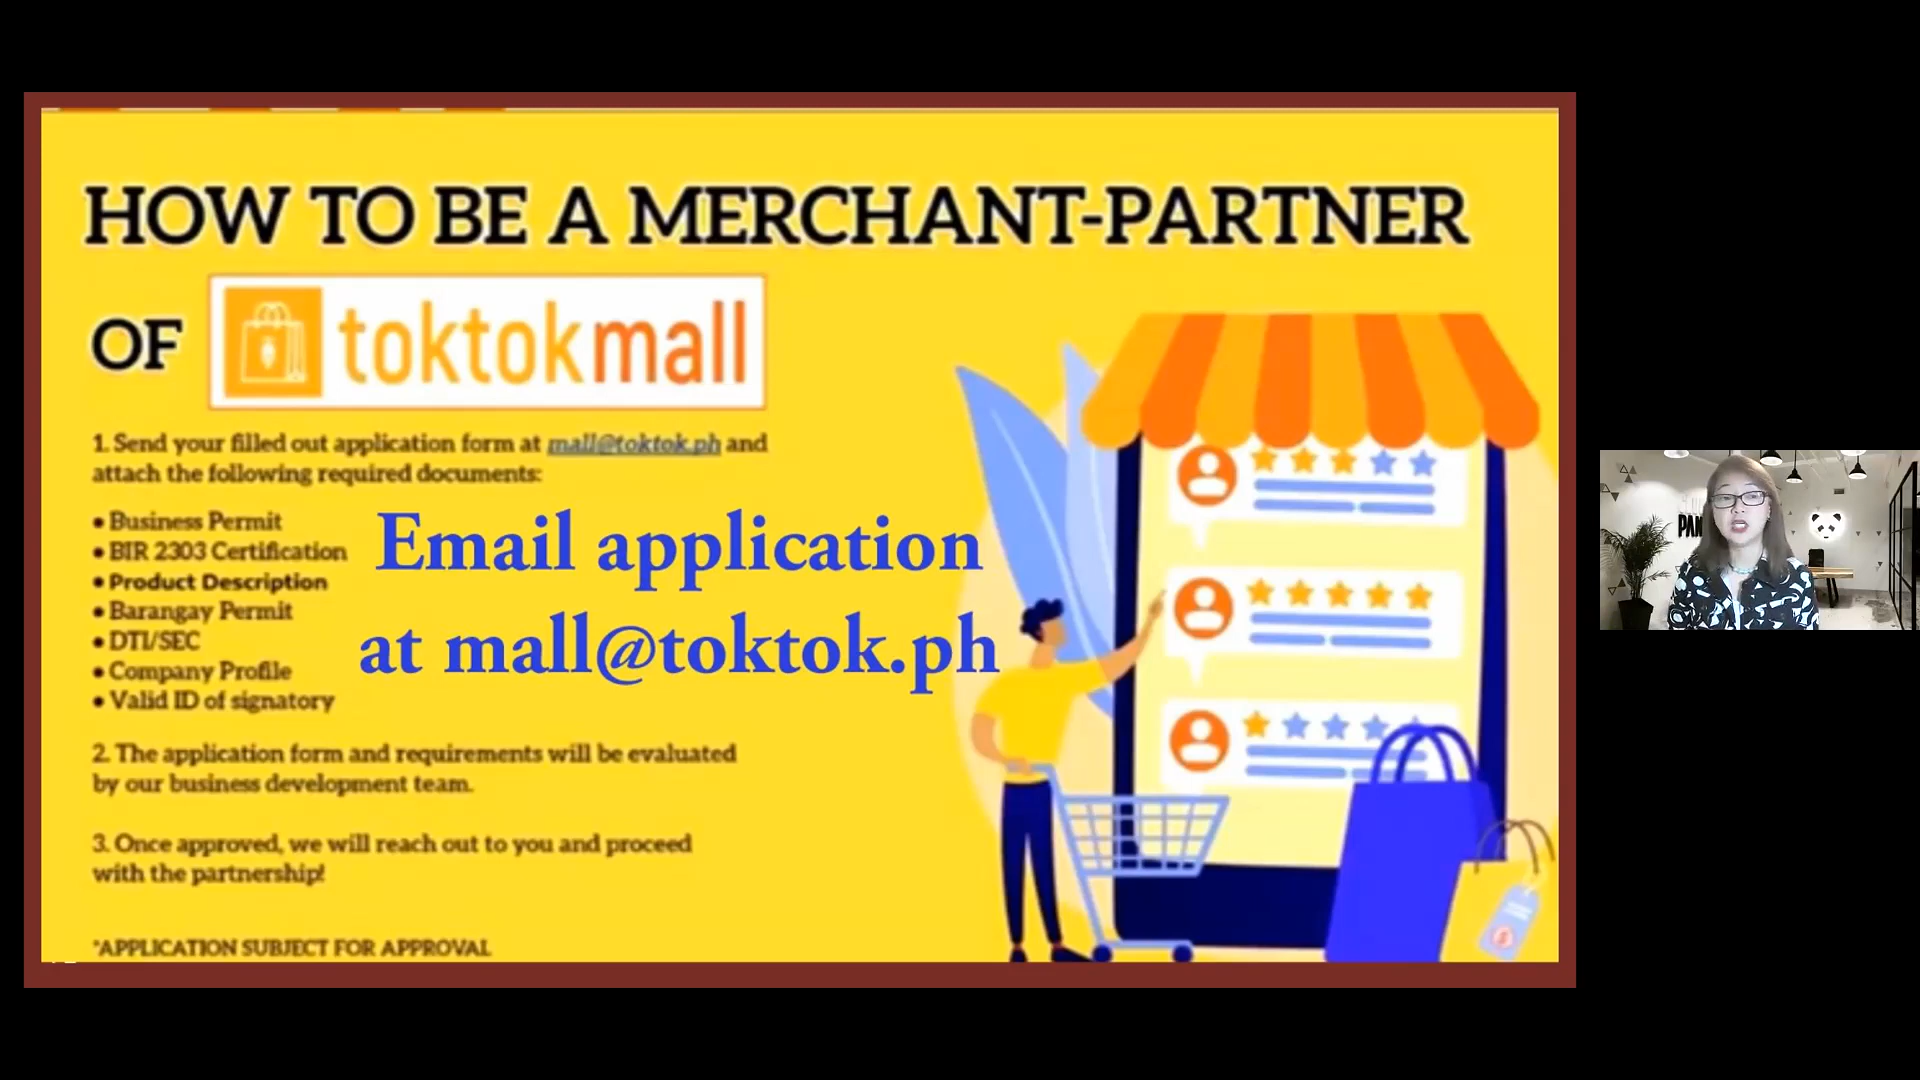 HOW TO BE A MERCHANT-PARTNER
OF toktokmall
1. Send your filled out application form at mall@toktok.ph and
attach the following required documents:
• Business Permit
• BIR 2303 Certification
• Product Description
• Barangay Permit
• DTI/SEC
• Company Profile
• Valid ID of signatory
Email application
at mall@toktok.ph
2. The application form and requirements will be evaluated
by our business development team.
3. Once approved, we will reach out to you and proceed
with the partnership!
*APPLICATION SUBJECT FOR APPROVAL